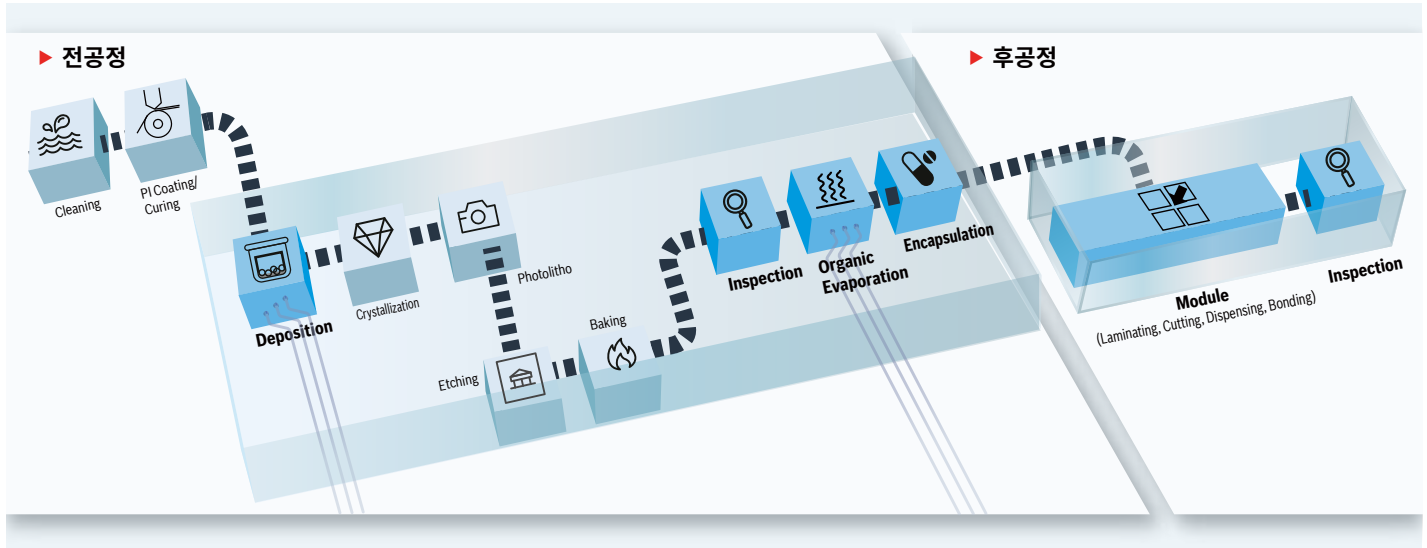 전공정
Cleaning
PI Coating/
Curing
Deposition
Crystallization
Photolitho
Etching
Baking
Inspection
Organic
Evaporation
Encapsulation
후공정
Module
(Laminating, Cutting, Dispensing, Bonding)
Inspection